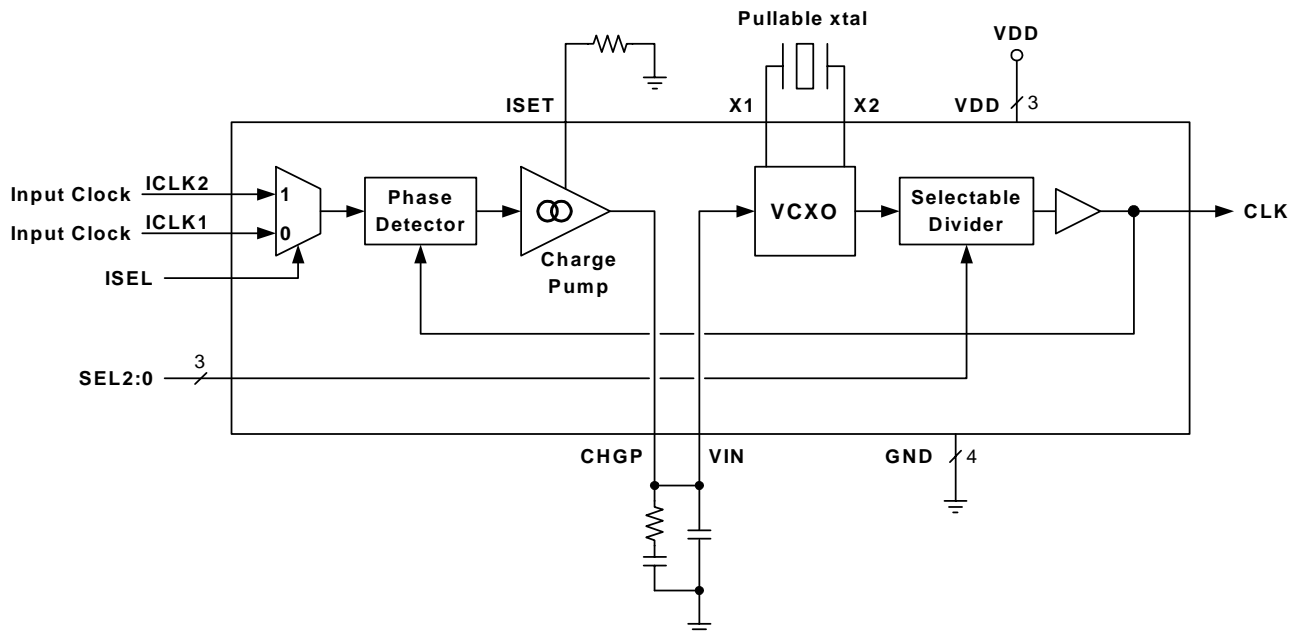 Pullable xtal
VDD
ISET
X1
X2
VDD
3
Input Clock
ICLK2
1
Phase
Detector
VCXO
Selectable
Divider
CLK
Input Clock
ICLK1
0
Charge
Pump
ISEL
SEL2:0
3
CHGP
VIN
GND
4